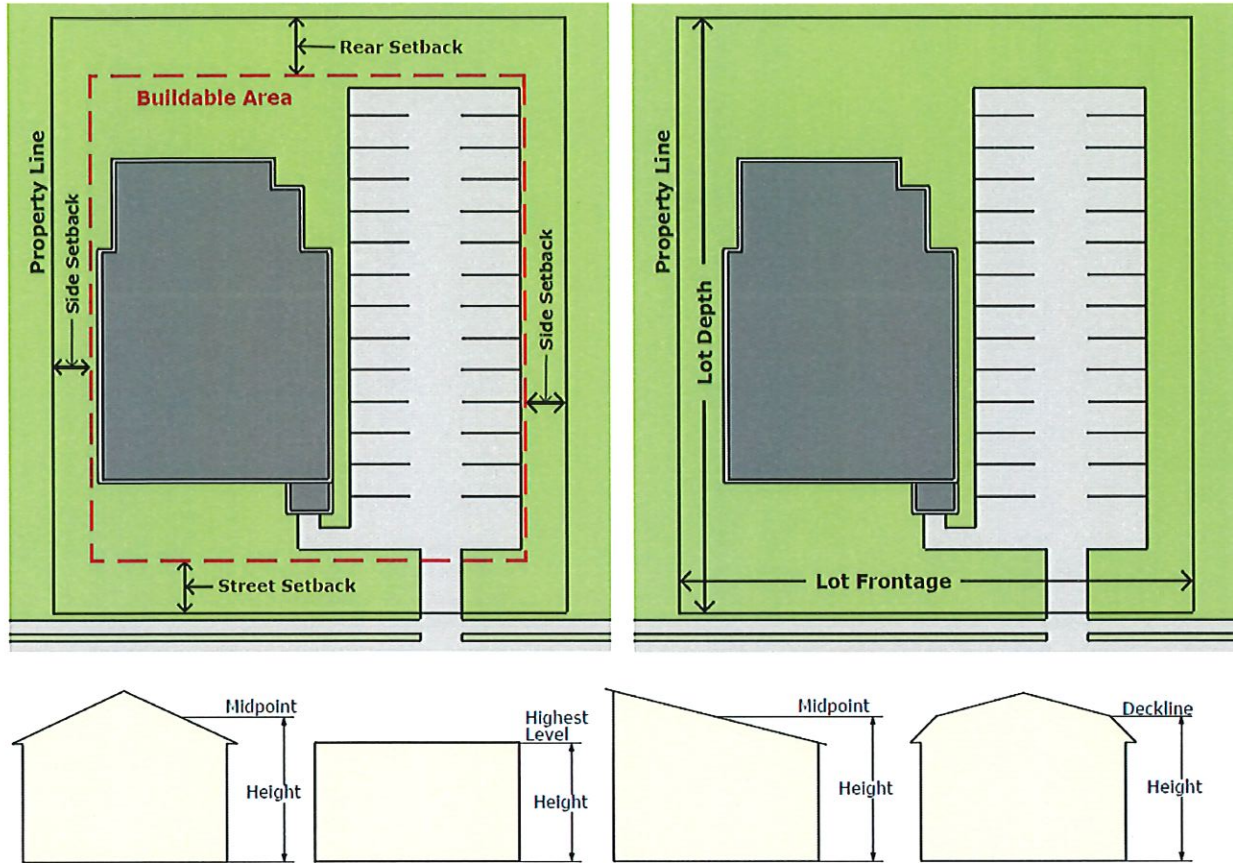 Rear Setback
Buildable Area
Property Line
Side Setback
Side Setback
Street Setback
Property Line
Lot Depth
Lot Frontage
Midpoint
Height
Highest
Level
Height
Midpoint
Height
Deckline
Height